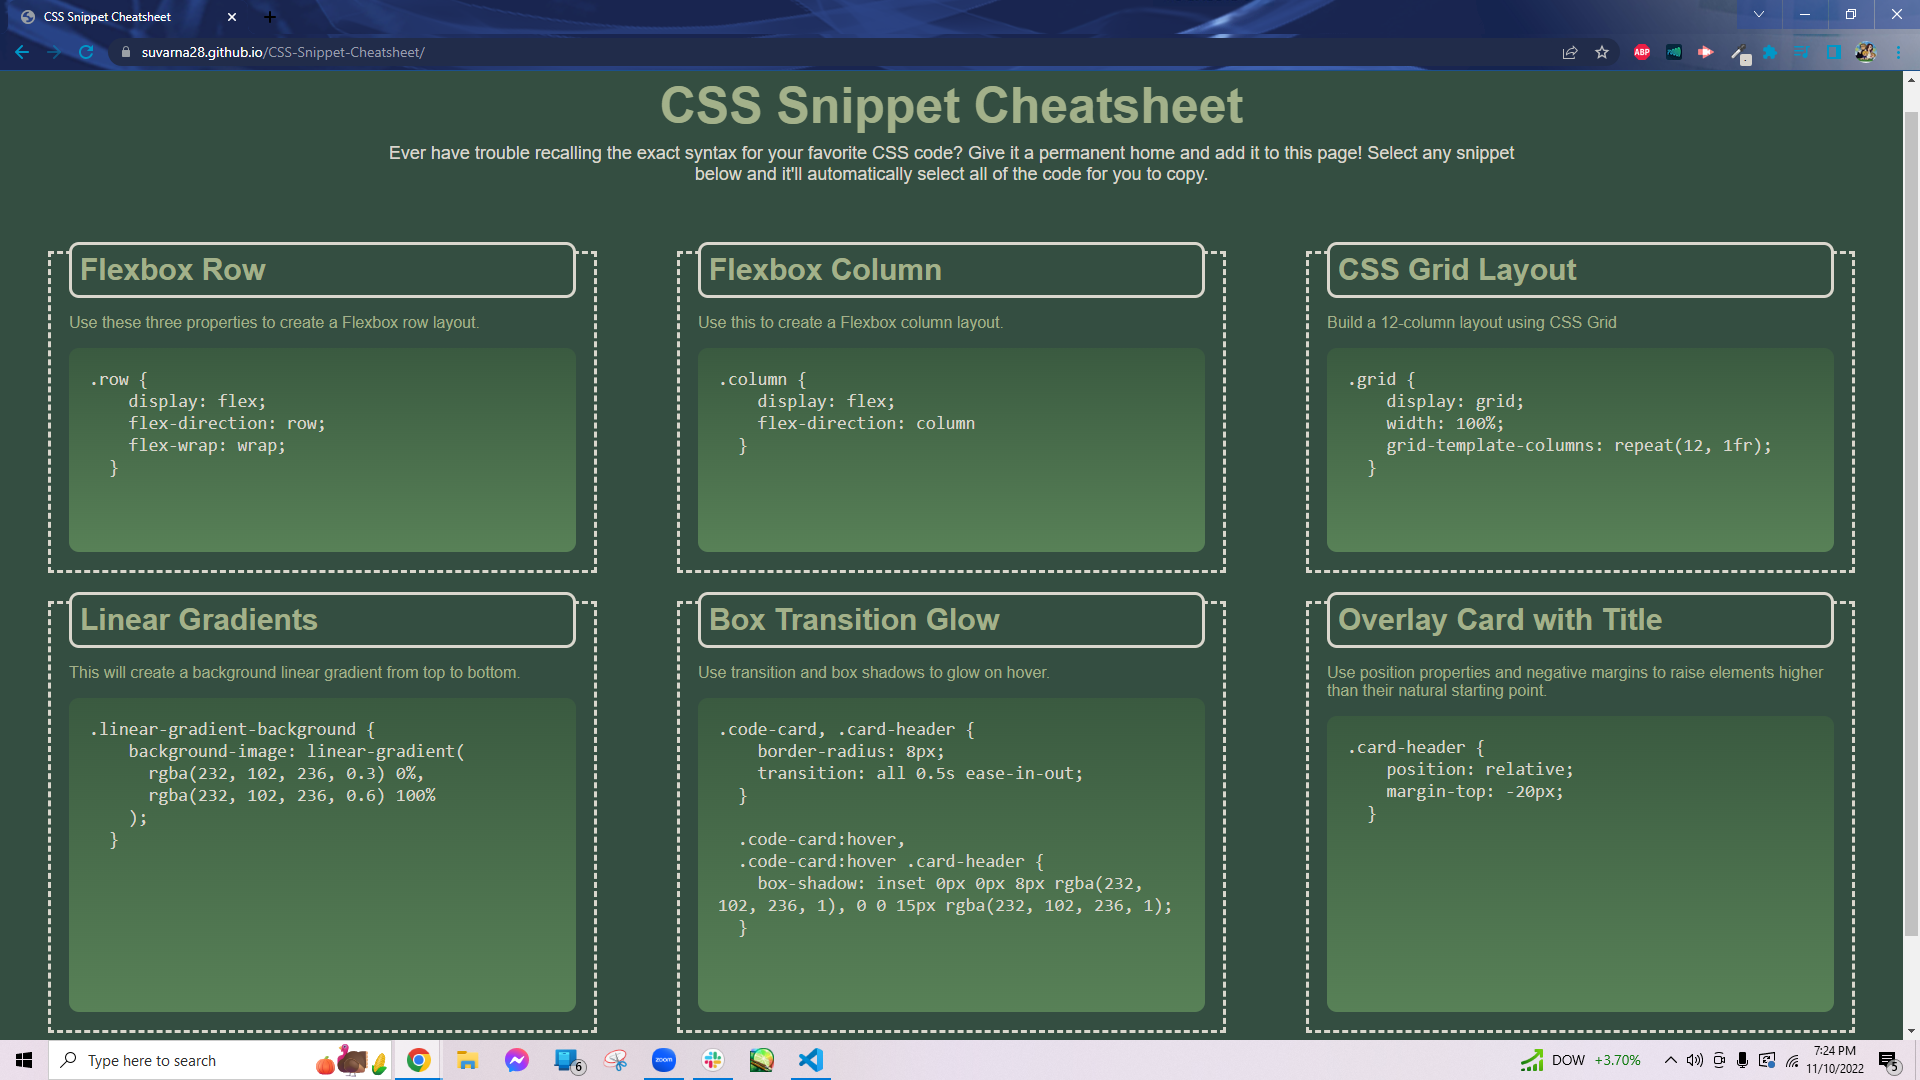 CSS Snippet Cheatsheet
suvarna28.github.io/CSS-Snippet-Cheatsheet/
ABP
CSS Snippet Cheatsheet
Ever have trouble recalling the exact syntax for your favorite CSS code? Give it a permanent home and add it to this page! Select any snippet
below and it'll automatically select all of the code for you to copy.
Flexbox Row
Use these three properties to create a Flexbox row layout.
.row {
display: flex;
flex-direction: row;
flex-wrap: wrap;
}
Flexbox Column
Use this to create a Flexbox column layout.
.column {
display: flex;
flex-direction: column
}
CSS Grid Layout
Build a 12-column layout using CSS Grid
.grid {
display: grid;
width: 100%;
grid-template-columns: repeat(12, 1fr);
}
Linear Gradients
This will create a background linear gradient from top to bottom.
.linear-gradient-background {
background-image: linear-gradient(
rgba(232, 102, 236, 0.3) 0%,
rgba(232, 102, 236, 0.6) 100%
);
}
Box Transition Glow
Use transition and box shadows to glow on hover.
.code-card, .card-header {
border-radius: 8px;
transition: all 0.5s ease-in-out;
}
.code-card:hover,
.code-card:hover .card-header {
box-shadow: inset 0px 0px 8px rgba(232,
102, 236, 1), 0 0 15px rgba(232, 102, 236, 1);
}
Overlay Card with Title
Use position properties and negative margins to raise elements higher
than their natural starting point.
.card-header {
position: relative;
margin-top: -20px;
}
Type here to search
6
zoom
DOW +3.70%
7:24 PM
11/10/2022
5